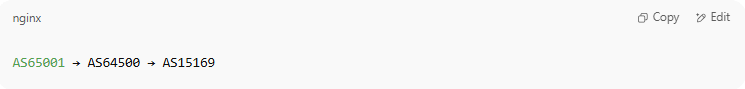 nginx Copy Edit
AS65001 → AS64500 → AS15169